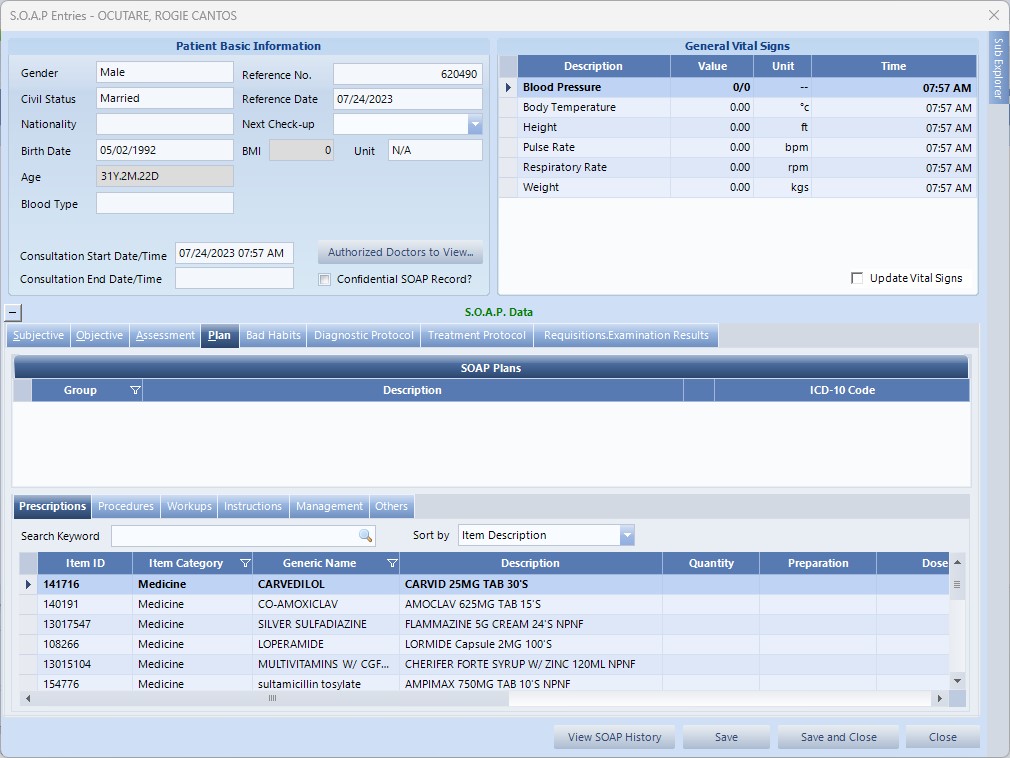 S.O.A.P Entries - OCUTARE, ROGIE CANTOS
Patient Basic Information
Gender Male Reference No. 620490
Civil Status Married Reference Date 07/24/2023
Nationality Next Check-up
Birth Date 05/02/1992 BMI 0 Unit N/A
Age 31Y.2M.22D
Blood Type
Consultation Start Date/Time 07/24/2023 07:57 AM Authorized Doctors to View...
Consultation End Date/Time Confidential SOAP Record?
General Vital Signs
Description Value Unit Time
Blood Pressure 0/0 -- 07:57 AM
Body Temperature 0.00 °c 07:57 AM
Height 0.00 ft 07:57 AM
Pulse Rate 0.00 bpm 07:57 AM
Respiratory Rate 0.00 rpm 07:57 AM
Weight 0.00 kgs 07:57 AM
Update Vital Signs
Sub Explorer
S.O.A.P. Data
Subjective Objective Assessment Plan Bad Habits Diagnostic Protocol Treatment Protocol Requisitions.Examination Results
SOAP Plans
Group Description ICD-10 Code
Prescriptions Procedures Workups Instructions Management Others
Search Keyword Sort by Item Description
Item ID Item Category Generic Name Description Quantity Preparation Dose
141716 Medicine CARVEDILOL CARVID 25MG TAB 30'S
140191 Medicine CO-AMOXICLAV AMOCLAV 625MG TAB 15'S
13017547 Medicine SILVER SULFADIAZINE FLAMMAZINE 5G CREAM 24'S NPNF
108266 Medicine LOPERAMIDE LORMIDE Capsule 2MG 100'S
13015104 Medicine MULTIVITAMINS W/ CGF... CHERIFER FORTE SYRUP W/ ZINC 120ML NPNF
154776 Medicine sultamicillin tosylate AMPIMAX 750MG TAB 10'S NPNF
View SOAP History Save Save and Close Close